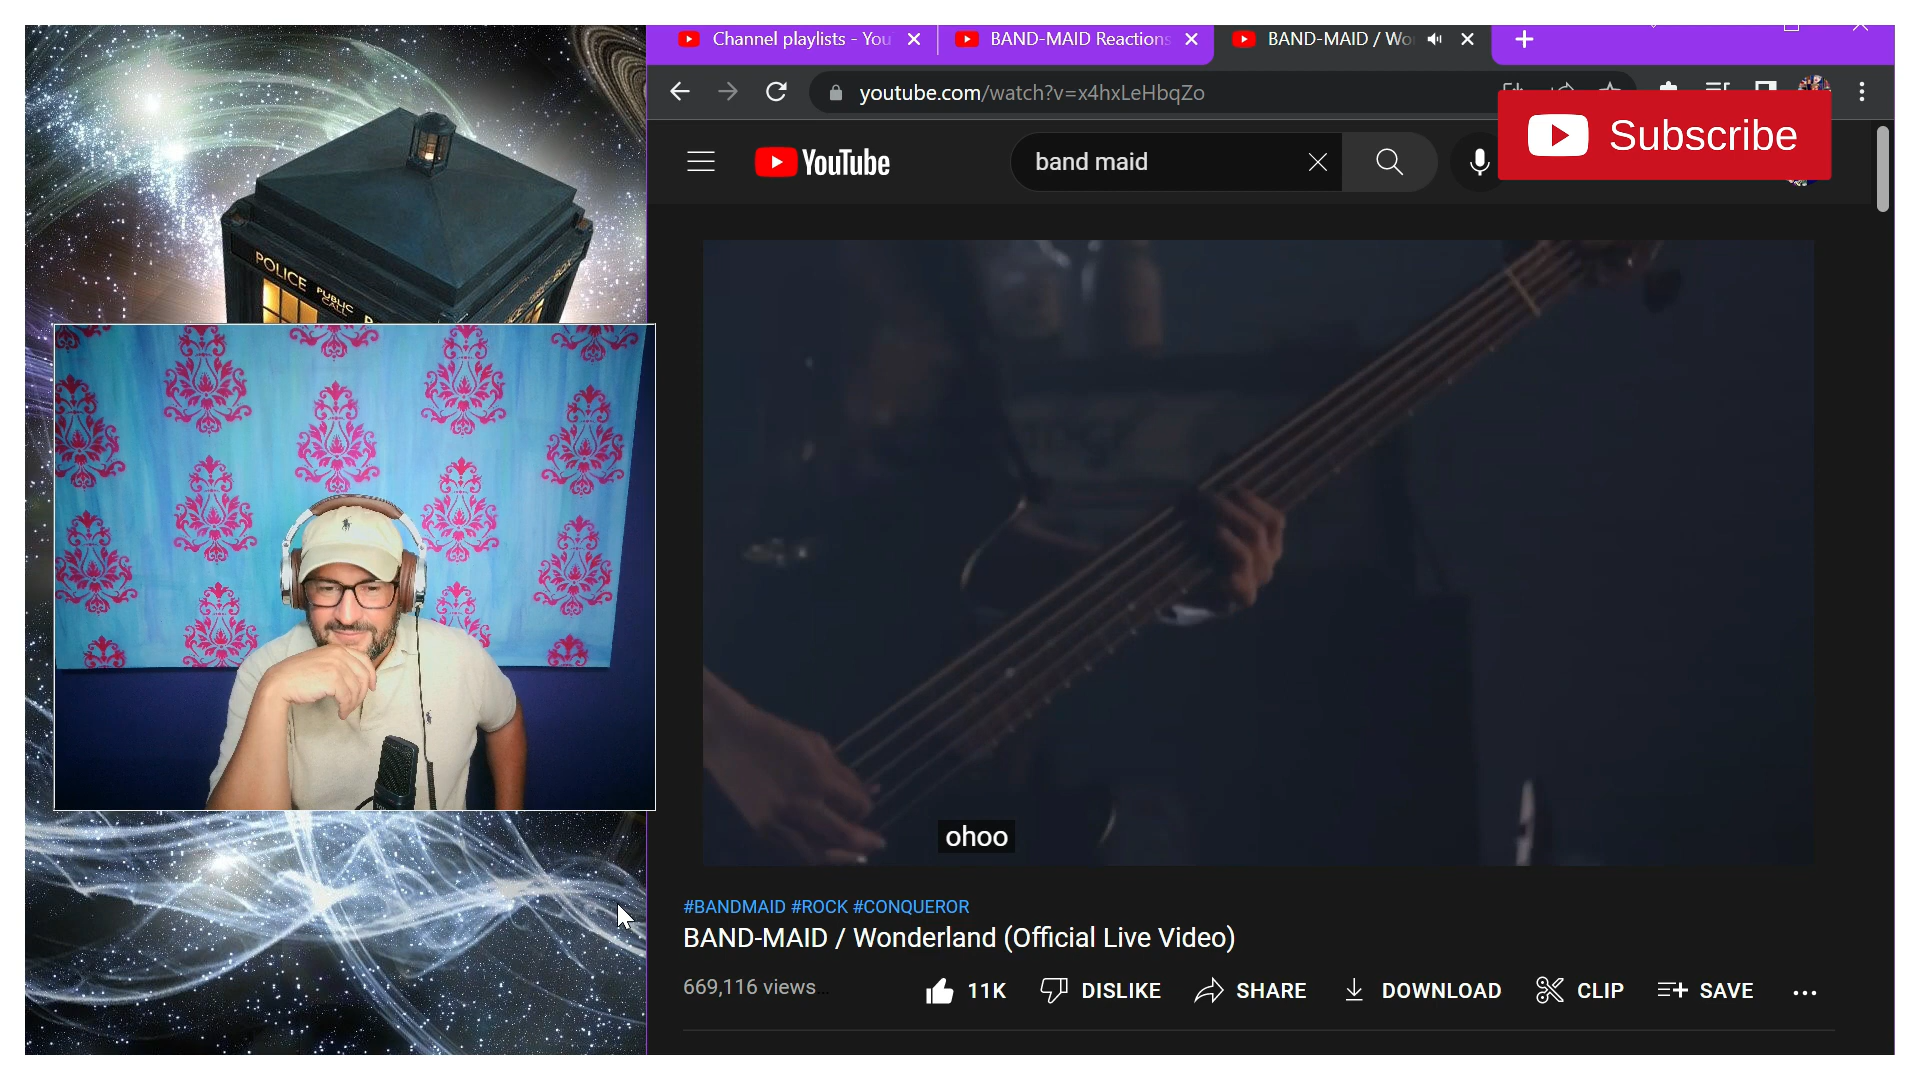 Channel playlists - You
BAND-MAID Reactions
BAND-MAID / Wo
youtube.com/watch?v=x4hxLeHbqZo
Subscribe
YouTube
band maid
POLICE PUBLIC CALL
BOX
ohoo
#BANDMAID #ROCK #CONQUEROR
BAND-MAID / Wonderland (Official Live Video)
669,116 views...
11K
DISLIKE
SHARE
DOWNLOAD
CLIP
SAVE